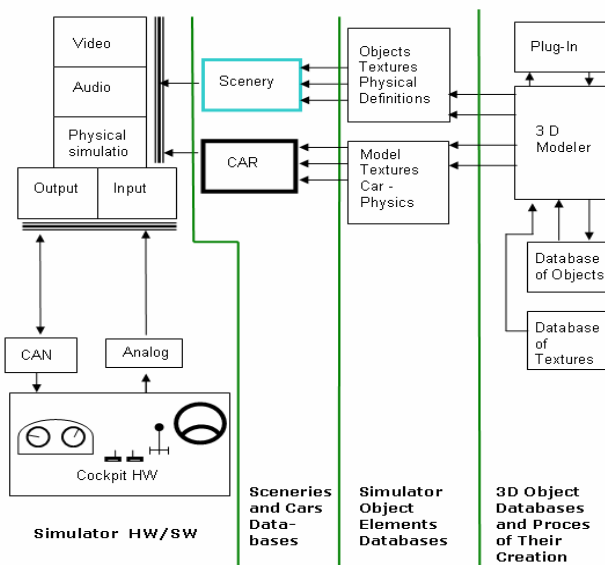 Video
Audio
Physical
simulatio
Output
Input
CAN
Analog
Cockpit HW
Simulator HW/SW
Scenery
CAR
Sceneries
and Cars
Data-
bases
Objects
Textures
Physical
Definitions
Model
Textures
Car -
Physics
Simulator
Object
Elements
Databases
Plug-In
3 D
Modeler
Database
of Objects
Database
of
Textures
3D Object
Databases
and Proces
of Their
Creation